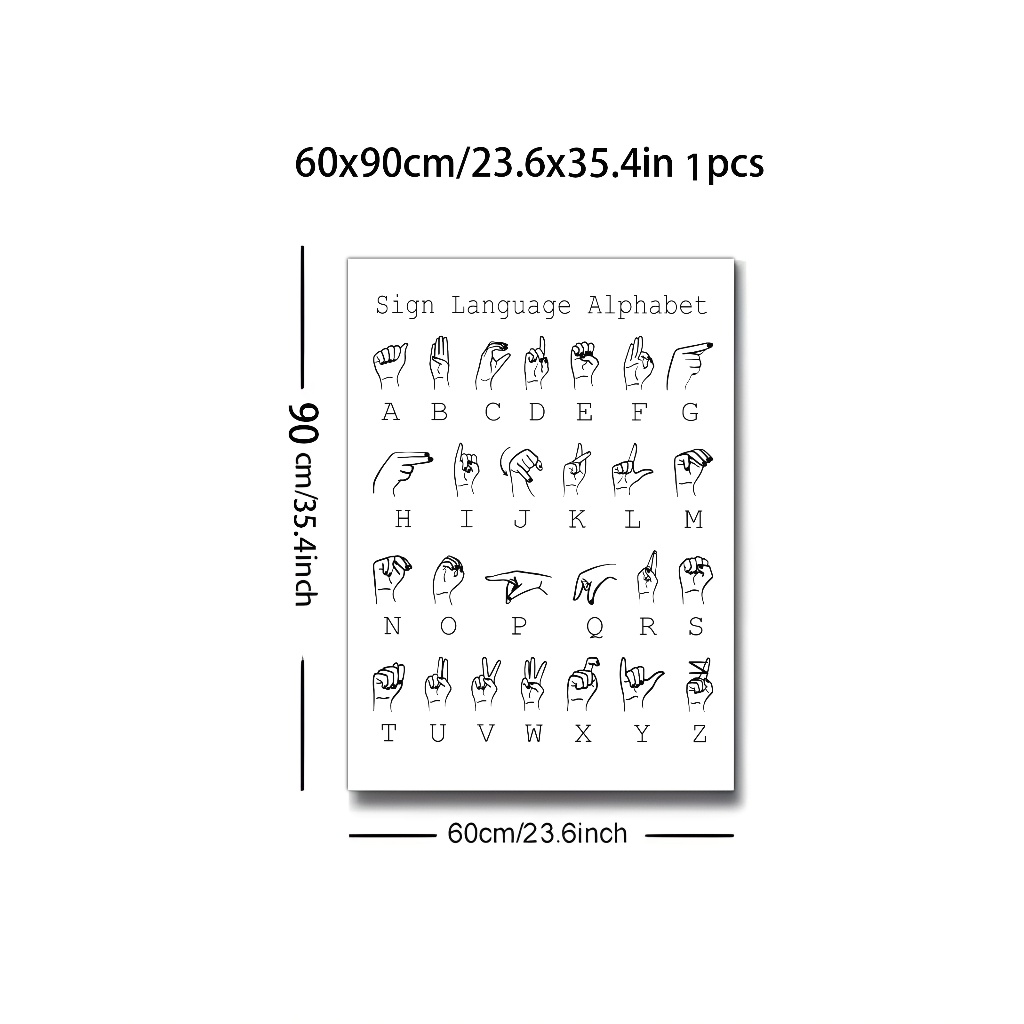 60x90cm/23.6x35.4in 1pcs
90 cm/35.4inch
Sign Language Alphabet
A B C D E F G
H I J K L M
N O P Q R S
T U V W X Y Z
60cm/23.6inch